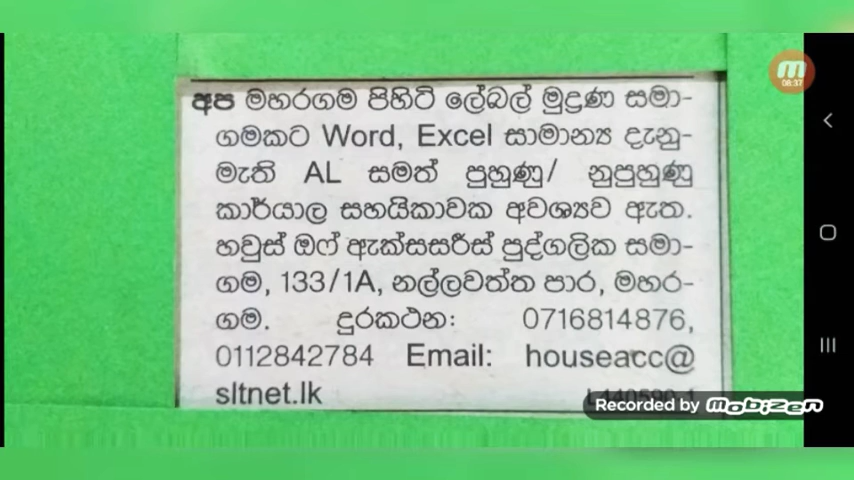 අප මහරගම පිහිටි ලේබල් මුද්‍රණ සමා-
ගමකට Word, Excel සාමාන්‍ය දැනු-
මැති AL සමත් පුහුණු/ නුපුහුණු
කාර්යාල සහයිකාවක අවශ්‍යව ඇත.
හවුස් ඔෆ් ඇක්සසරීස් පුද්ගලික සමා-
ගම, 133/1A, නල්ලවත්ත පාර, මහර-
ගම. දුරකථන: 0716814876,
0112842784 Email: houseacc@
sltnet.lk
Recorded by mobizen
08:37